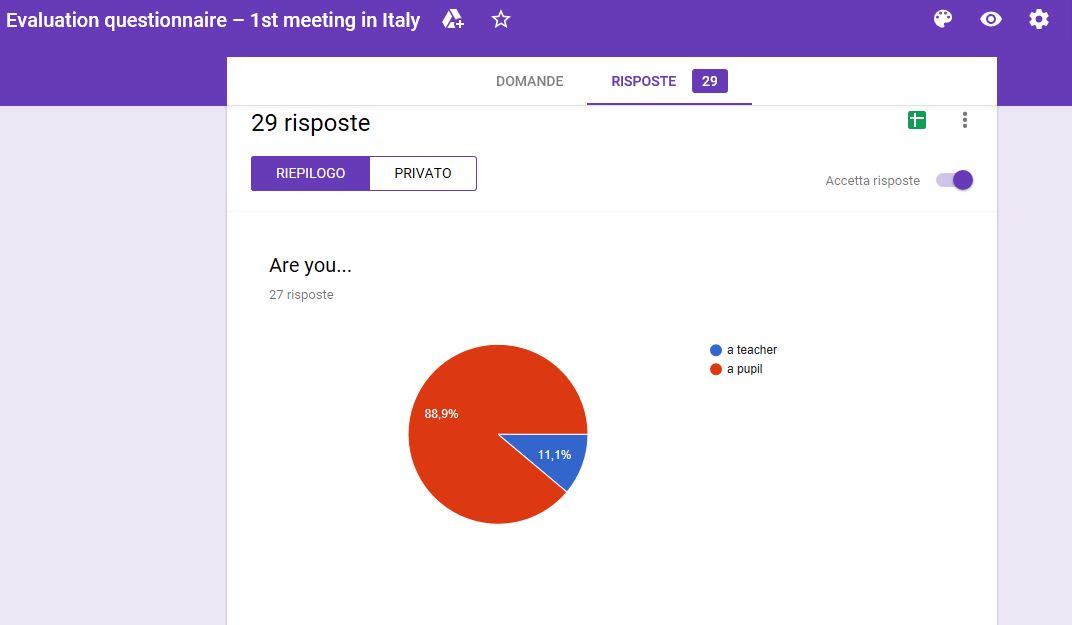 Evaluation questionnaire – 1st meeting in Italy
DOMANDE RISPOSTE 29
29 risposte
RIEPILOGO PRIVATO
Accetta risposte
Are you...
27 risposte
a teacher
a pupil
88,9%
11,1%